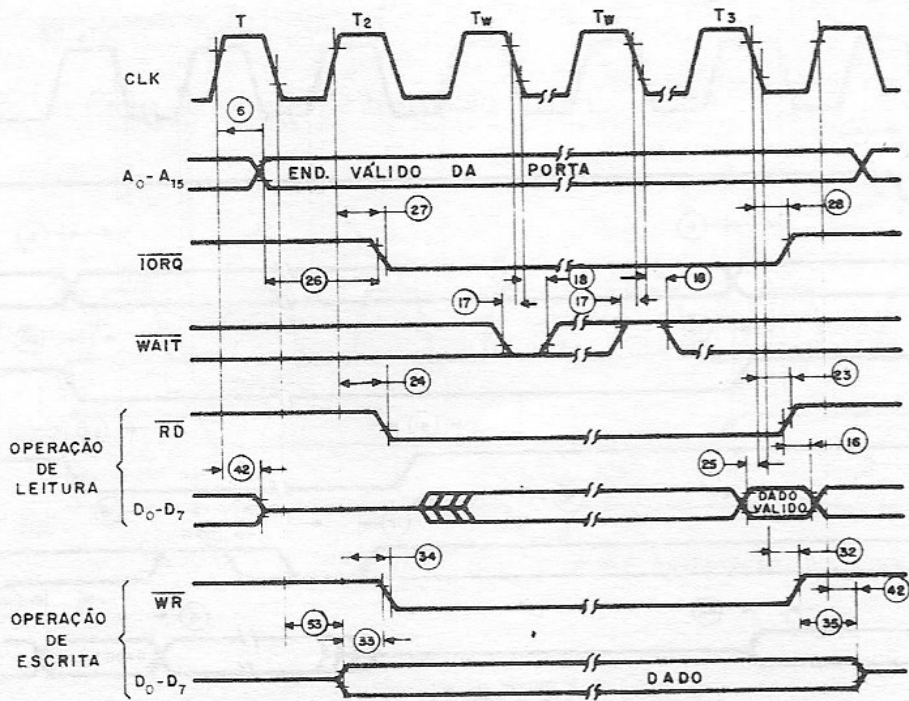 T T₂ Tw Tw T₃
CLK
6
A₀-A₁₅ END. VÁLIDO DA PORTA
27 28
IORQ
26 18 18
17 17
WAIT
24 23
RD
16
OPERAÇÃO DE LEITURA
42 25
D₀-D₇ DADO VALIDO
34 32
WR
42
OPERAÇÃO DE ESCRITA
53 33 35
D₀-D₇ DADO